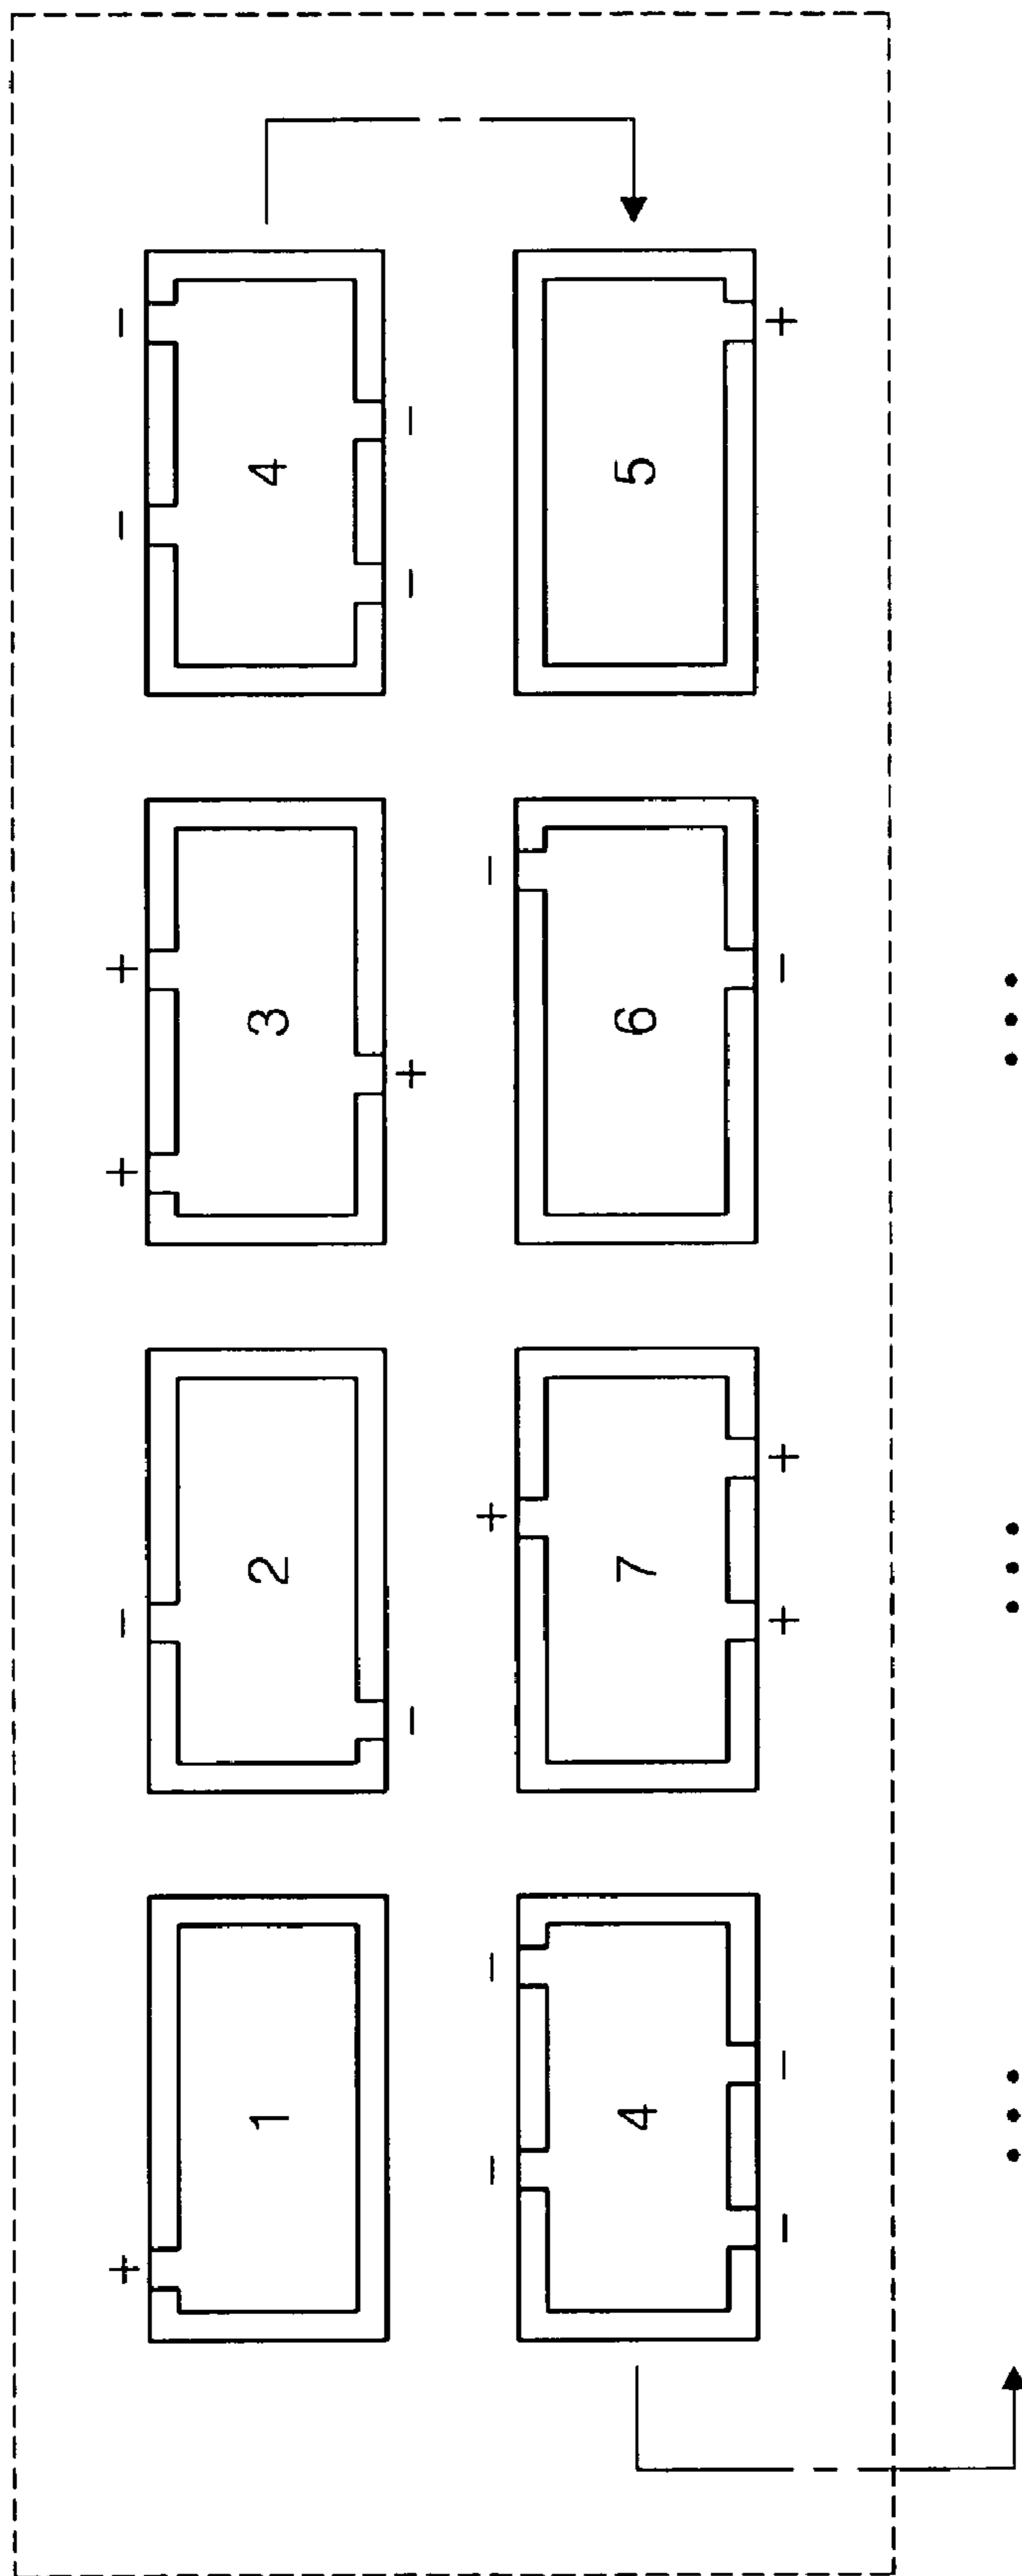 + − + + − −
1 2 3 4
− + − −
− − + −
4 7 6 5
− − + + − +